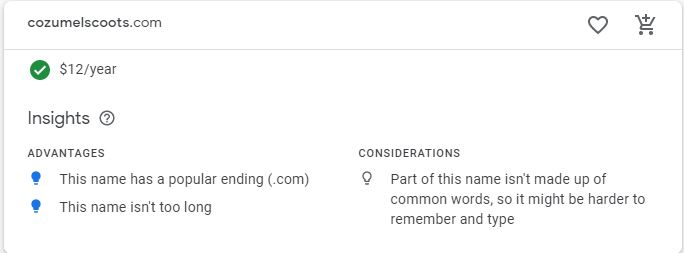 cozumelscoots.com
$12/year
Insights
ADVANTAGES
This name has a popular ending (.com)
This name isn't too long
CONSIDERATIONS
Part of this name isn't made up of
common words, so it might be harder to
remember and type